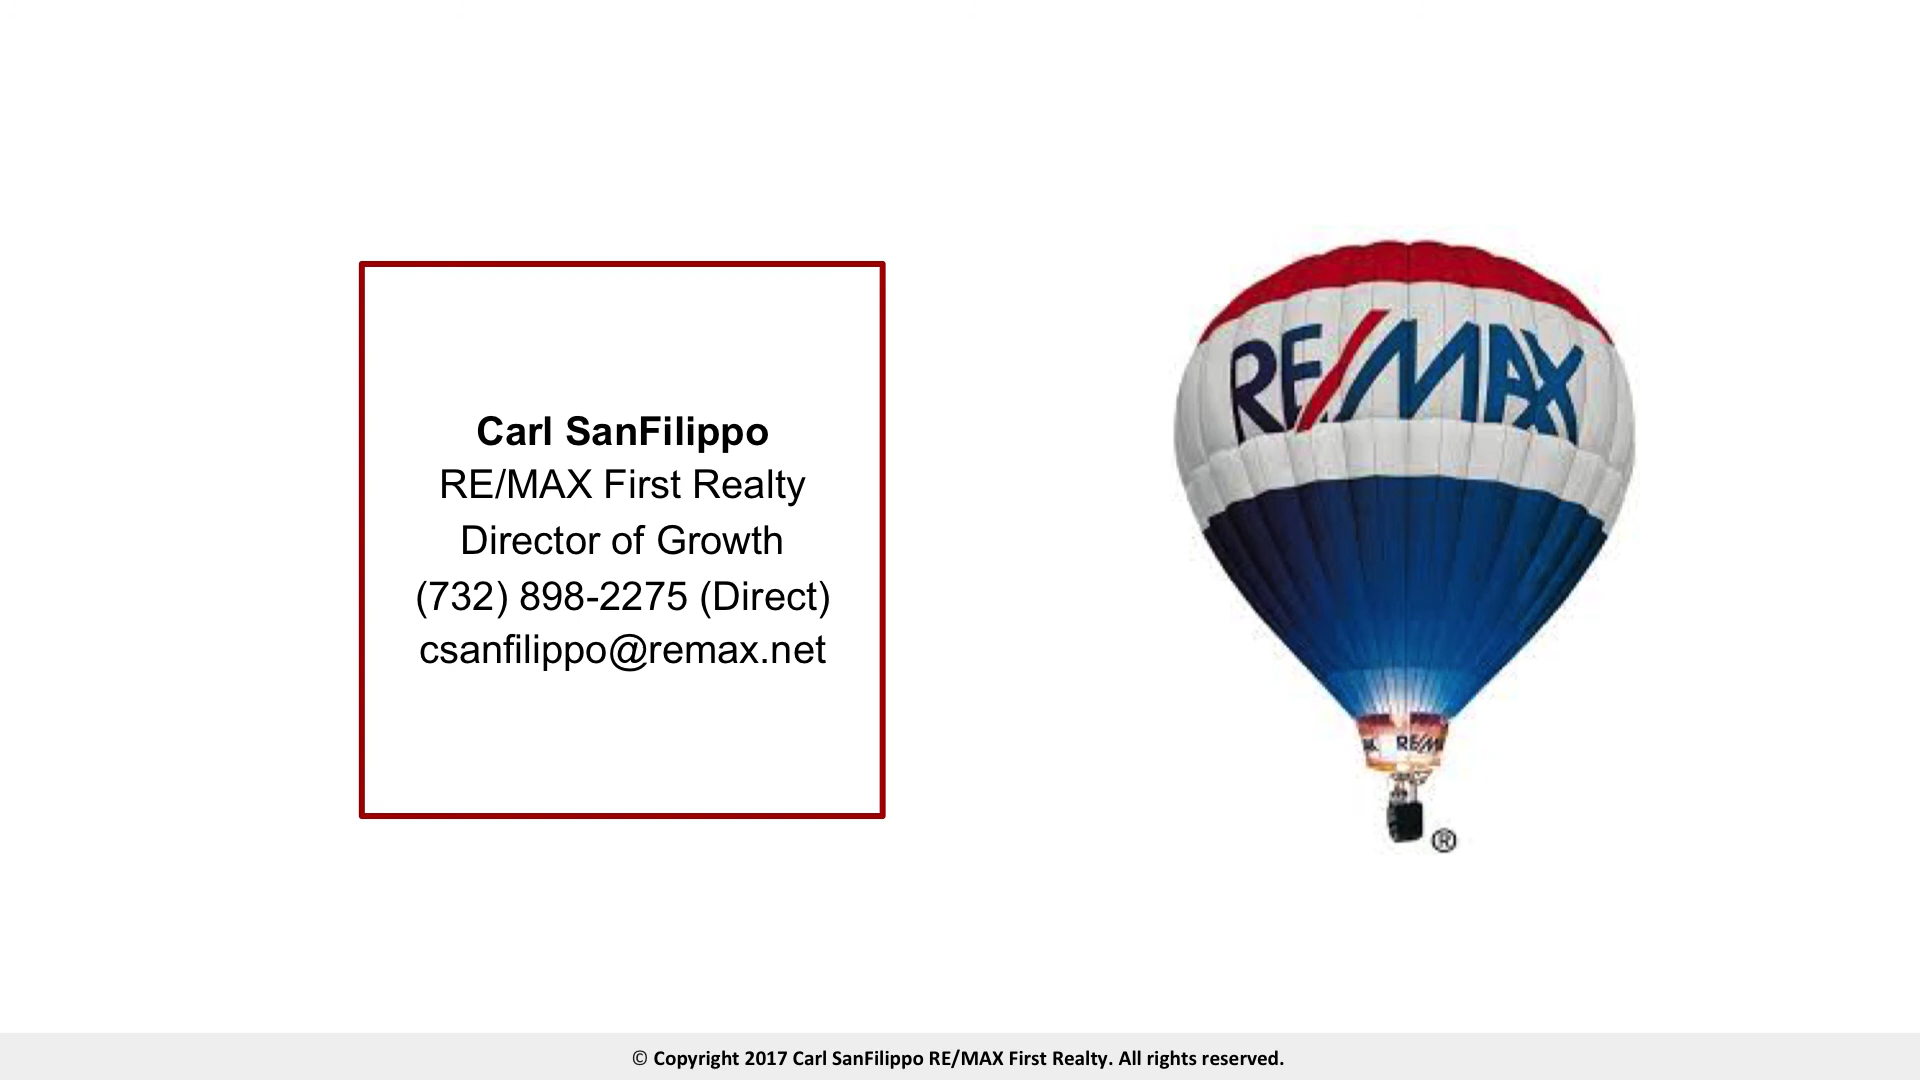 Carl SanFilippo
RE/MAX First Realty
Director of Growth
(732) 898-2275 (Direct)
csanfilippo@remax.net
RE/MAX
RE/M
®
© Copyright 2017 Carl SanFilippo RE/MAX First Realty. All rights reserved.